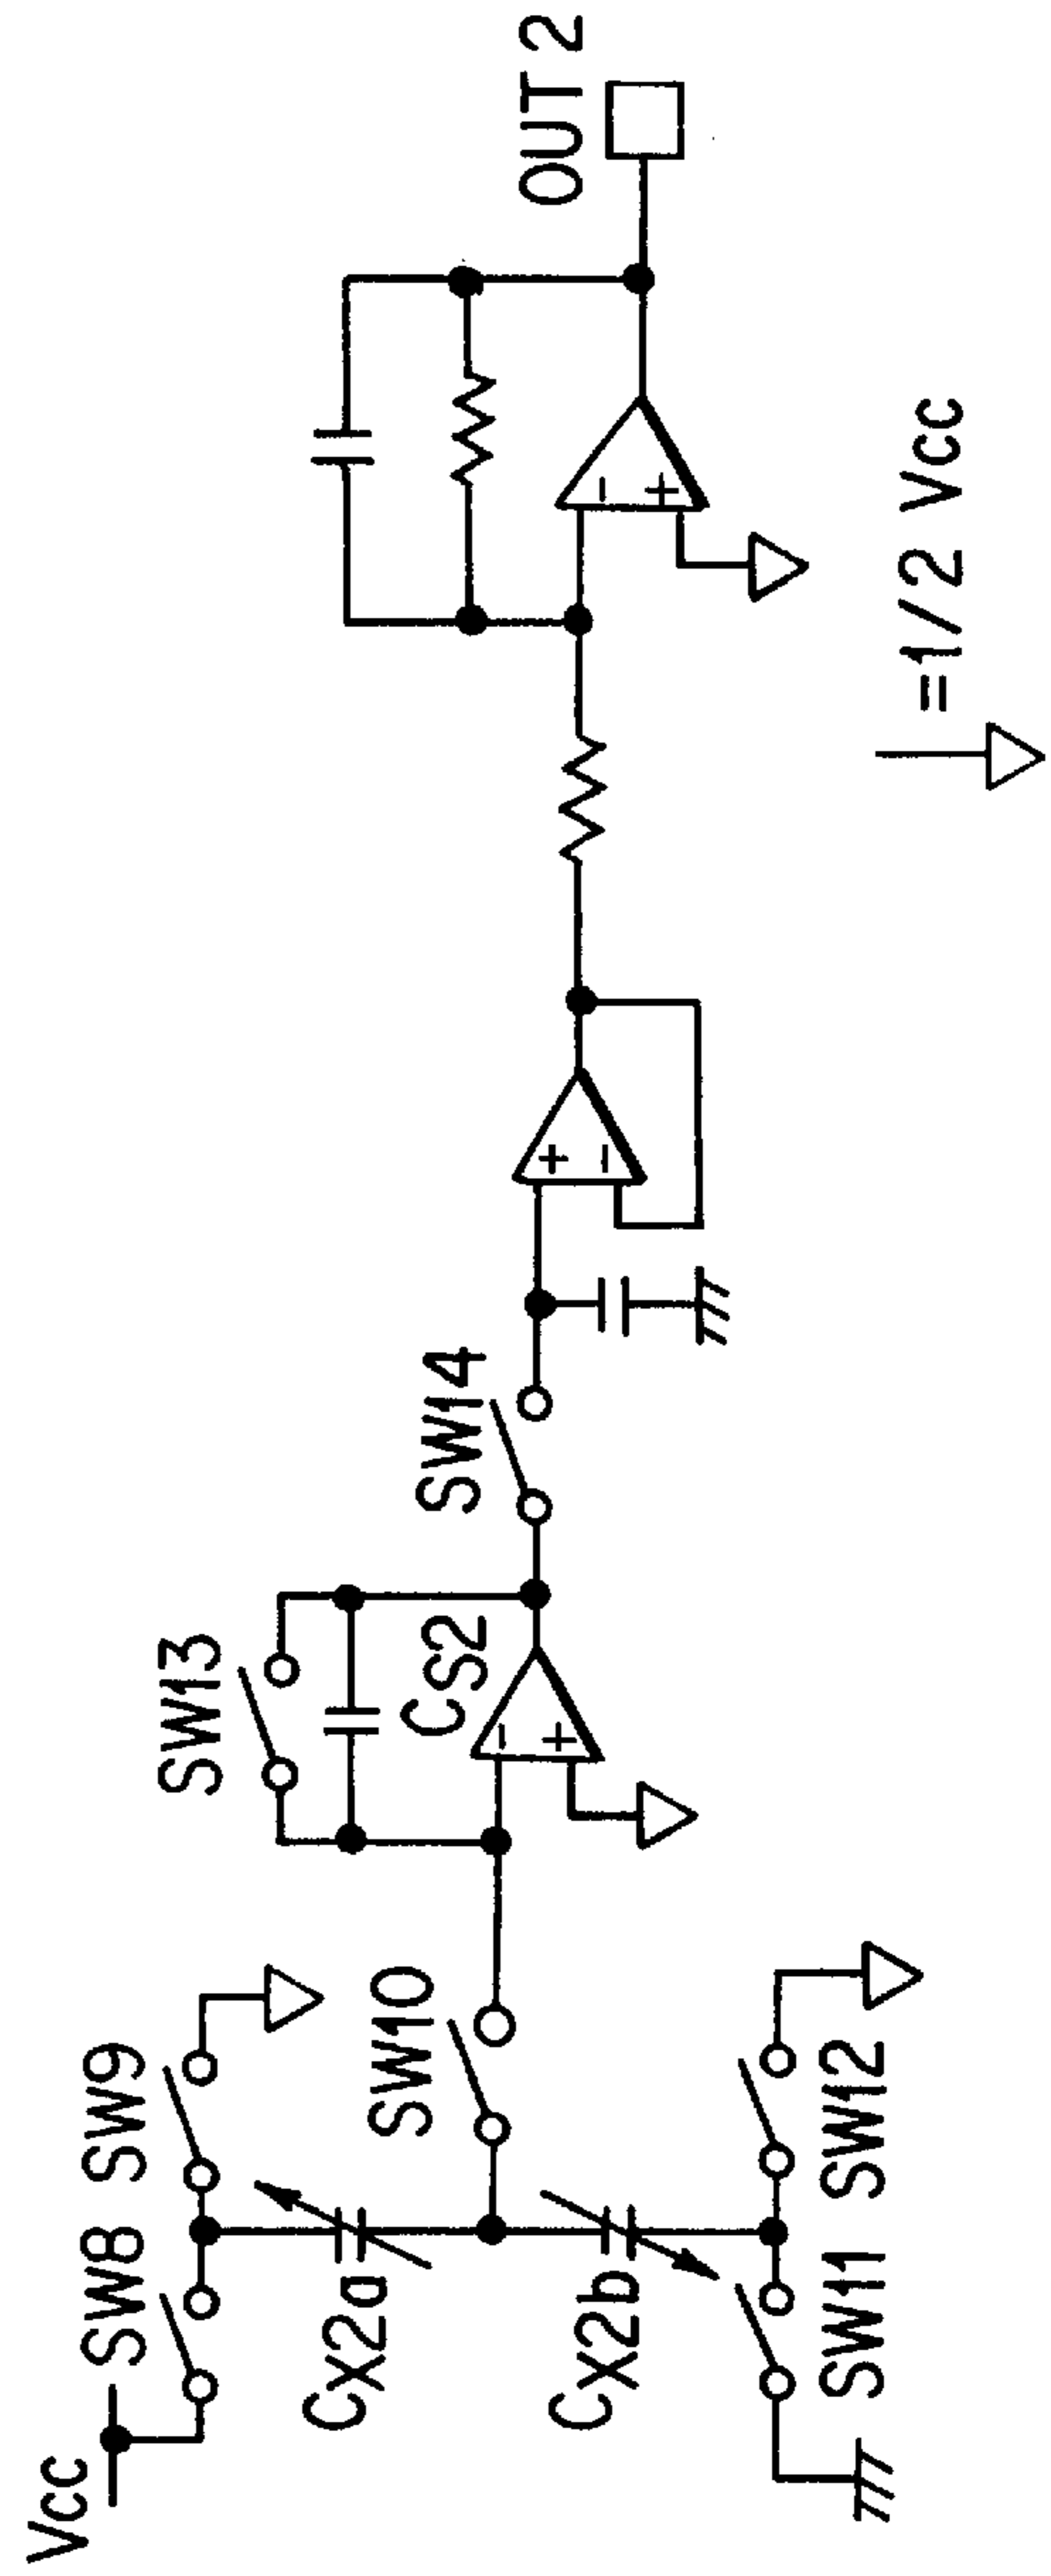 Vcc
SW8
SW9
Cx2a
SW10
Cx2b
SW11
SW12
SW13
Cs2
-
+
SW14
+
-
-
+
OUT 2
=1/2 Vcc